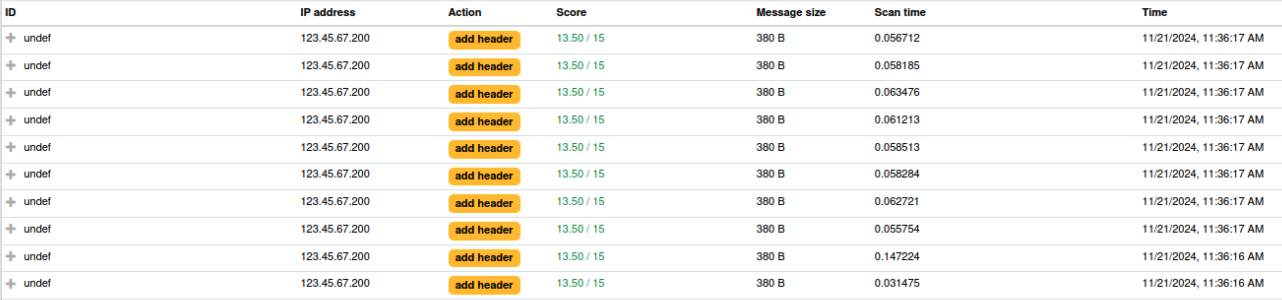 ID IP address Action Score Message size Scan time Time
undef 123.45.67.200 add header 13.50 / 15 380 B 0.056712 11/21/2024, 11:36:17 AM
undef 123.45.67.200 add header 13.50 / 15 380 B 0.058185 11/21/2024, 11:36:17 AM
undef 123.45.67.200 add header 13.50 / 15 380 B 0.063476 11/21/2024, 11:36:17 AM
undef 123.45.67.200 add header 13.50 / 15 380 B 0.061213 11/21/2024, 11:36:17 AM
undef 123.45.67.200 add header 13.50 / 15 380 B 0.058513 11/21/2024, 11:36:17 AM
undef 123.45.67.200 add header 13.50 / 15 380 B 0.058284 11/21/2024, 11:36:17 AM
undef 123.45.67.200 add header 13.50 / 15 380 B 0.062721 11/21/2024, 11:36:17 AM
undef 123.45.67.200 add header 13.50 / 15 380 B 0.055754 11/21/2024, 11:36:17 AM
undef 123.45.67.200 add header 13.50 / 15 380 B 0.147224 11/21/2024, 11:36:16 AM
undef 123.45.67.200 add header 13.50 / 15 380 B 0.031475 11/21/2024, 11:36:16 AM